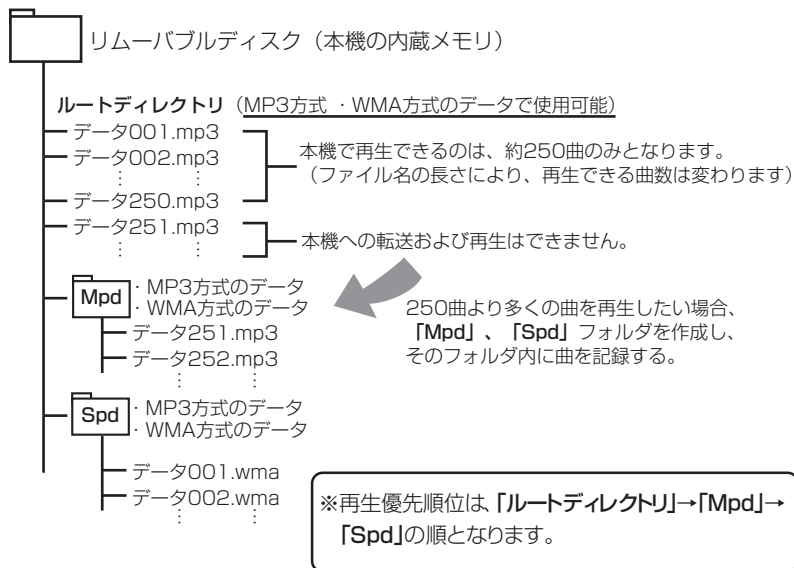 リムーバブルディスク（本機の内蔵メモリ）
ルートディレクトリ（MP3方式 ・WMA方式のデータで使用可能）
データ001.mp3
データ002.mp3
データ250.mp3
本機で再生できるのは、約250曲のみとなります。
（ファイル名の長さにより、再生できる曲数は変わります）
データ251.mp3
本機への転送および再生はできません。
Mpd
・MP3方式のデータ
・WMA方式のデータ
データ251.mp3
データ252.mp3
250曲より多くの曲を再生したい場合、
「Mpd」、「Spd」フォルダを作成し、
そのフォルダ内に曲を記録する。
Spd
・MP3方式のデータ
・WMA方式のデータ
データ001.wma
データ002.wma
※再生優先順位は、「ルートディレクトリ」→「Mpd」→
「Spd」の順となります。